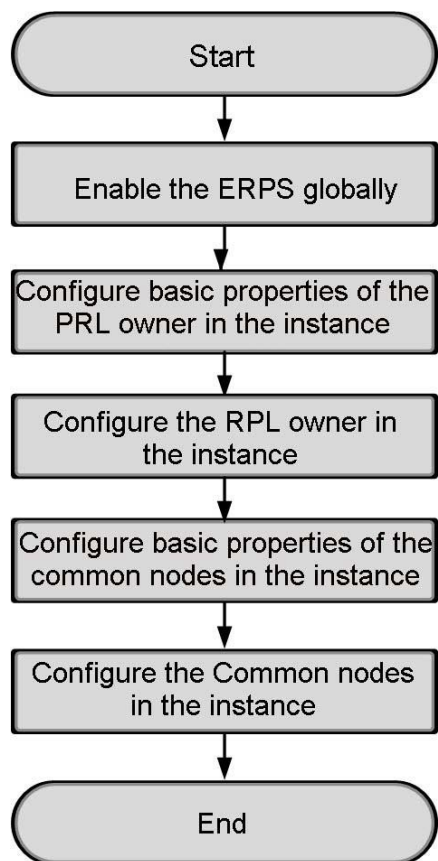 Start
Enable the ERPS globally
Configure basic properties of the
PRL owner in the instance
Configure the RPL owner in
the instance
Configure basic properties of the
common nodes in the instance
Configure the Common nodes
in the instance
End